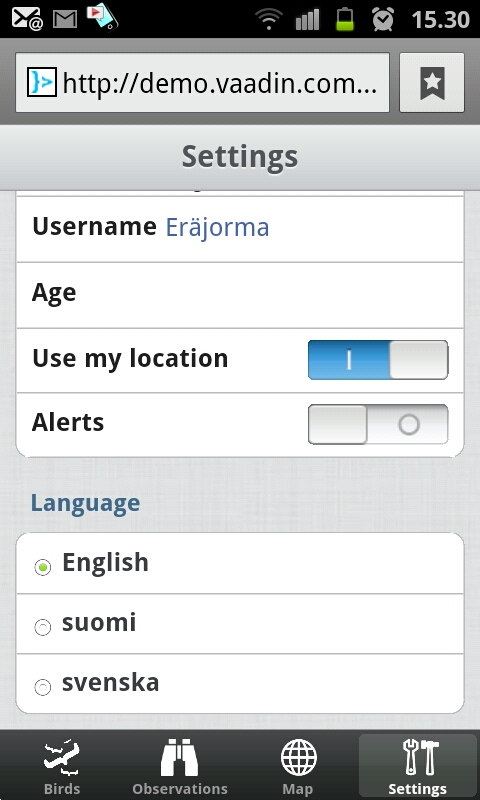 15.30
http://demo.vaadin.com...
Settings
Username Eräjorma
Age
Use my location
Alerts
Language
English
suomi
svenska
Birds Observations Map Settings